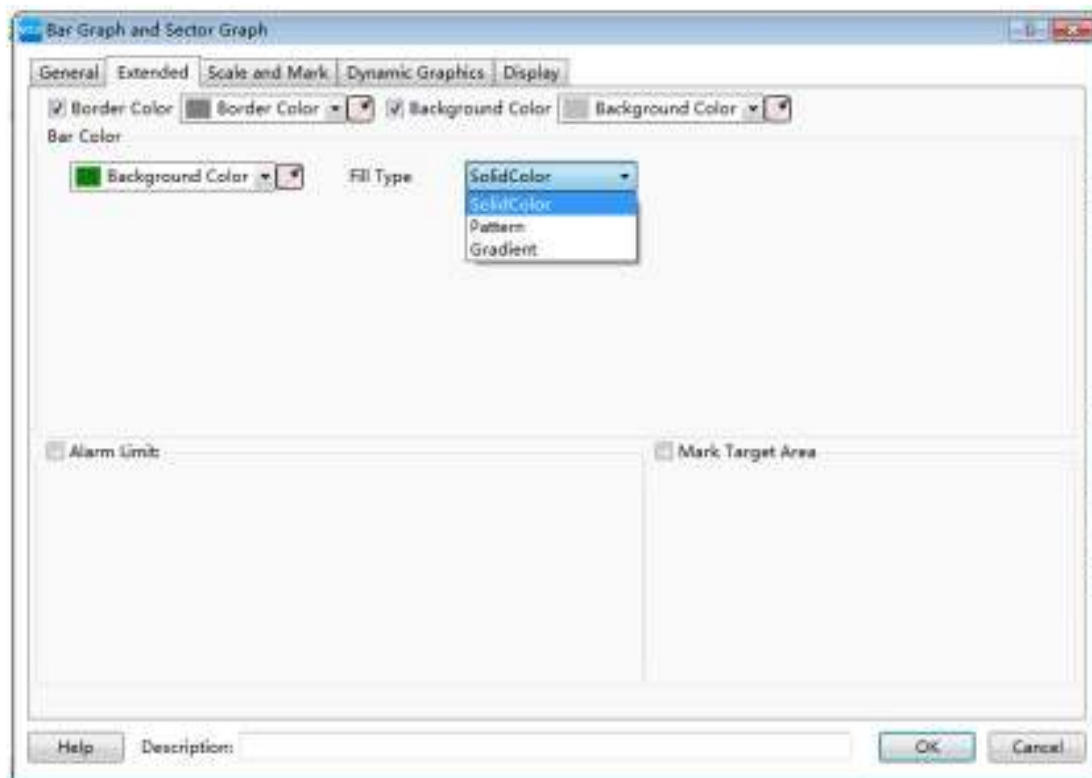 Bar Graph and Sector Graph
General Extended Scale and Mark Dynamic Graphics Display
Border Color Border Color Background Color Background Color
Bar Color
Background Color Fill Type SolidColor
SolidColor
Pattern
Gradient
Alarm Limit Mark Target Area
Help Description: OK Cancel